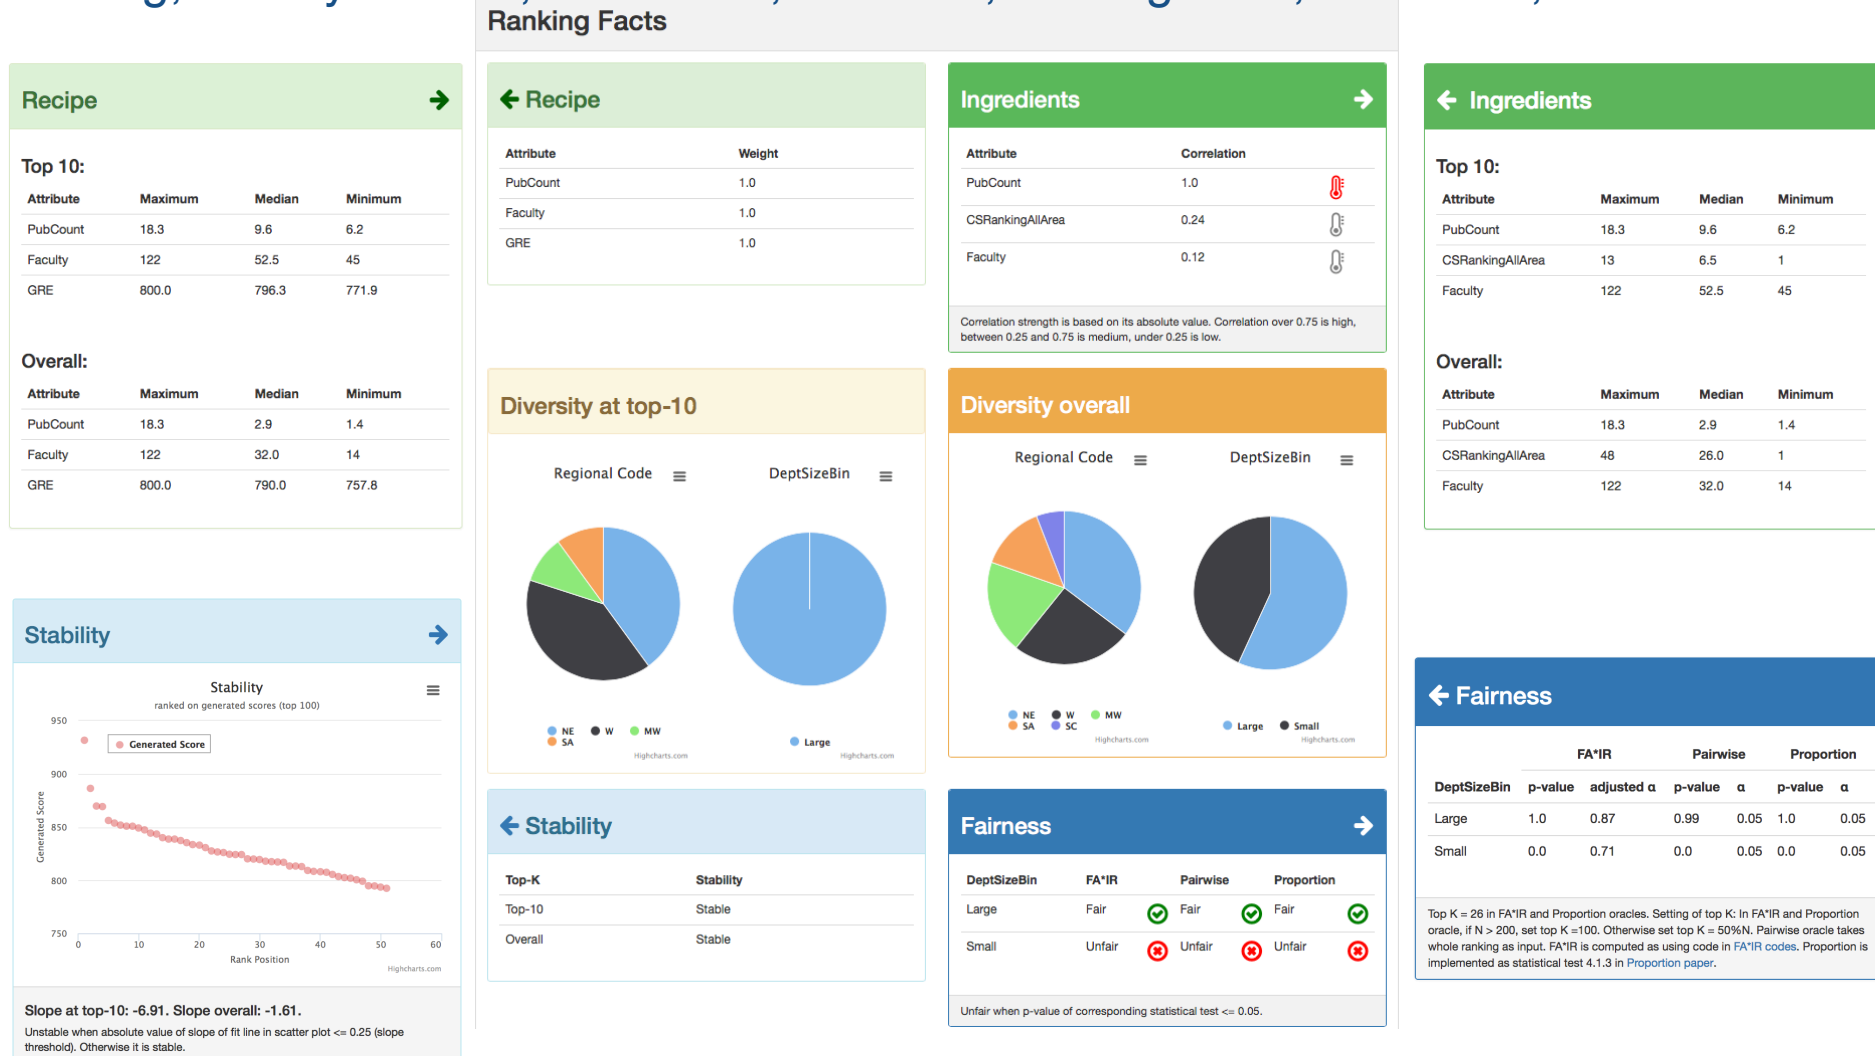 Ranking Facts
Recipe
Top 10:
Attribute Maximum Median Minimum
PubCount 18.3 9.6 6.2
Faculty 122 52.5 45
GRE 800.0 796.3 771.9
Overall:
Attribute Maximum Median Minimum
PubCount 18.3 2.9 1.4
Faculty 122 32.0 14
GRE 800.0 790.0 757.8
Stability
Stability
ranked on generated scores (top 100)
Generated Score
Generated Score
950
900
850
800
750
0 10 20 30 40 50 60
Rank Position
Highcharts.com
Slope at top-10: -6.91. Slope overall: -1.61.
Unstable when absolute value of slope of fit line in scatter plot <= 0.25 (slope
threshold). Otherwise it is stable.
Recipe
Attribute Weight
PubCount 1.0
Faculty 1.0
GRE 1.0
Ingredients
Attribute Correlation
PubCount 1.0
CSRankingAllArea 0.24
Faculty 0.12
Correlation strength is based on its absolute value. Correlation over 0.75 is high,
between 0.25 and 0.75 is medium, under 0.25 is low.
Diversity at top-10
Regional Code DeptSizeBin
NE W MW
SA
Highcharts.com
Large
Highcharts.com
Diversity overall
Regional Code DeptSizeBin
NE W MW
SA SC
Highcharts.com
Large Small
Highcharts.com
Stability
Top-K Stability
Top-10 Stable
Overall Stable
Fairness
DeptSizeBin FA*IR Pairwise Proportion
Large Fair Fair Fair
Small Unfair Unfair Unfair
Unfair when p-value of corresponding statistical test <= 0.05.
Ingredients
Top 10:
Attribute Maximum Median Minimum
PubCount 18.3 9.6 6.2
CSRankingAllArea 13 6.5 1
Faculty 122 52.5 45
Overall:
Attribute Maximum Median Minimum
PubCount 18.3 2.9 1.4
CSRankingAllArea 48 26.0 1
Faculty 122 32.0 14
Fairness
FA*IR Pairwise Proportion
DeptSizeBin p-value adjusted α p-value α p-value α
Large 1.0 0.87 0.99 0.05 1.0 0.05
Small 0.0 0.71 0.0 0.05 0.0 0.05
Top K = 26 in FA*IR and Proportion oracles. Setting of top K: In FA*IR and Proportion
oracle, if N > 200, set top K =100. Otherwise set top K = 50%N. Pairwise oracle takes
whole ranking as input. FA*IR is computed as using code in FA*IR codes. Proportion is
implemented as statistical test 4.1.3 in Proportion paper.